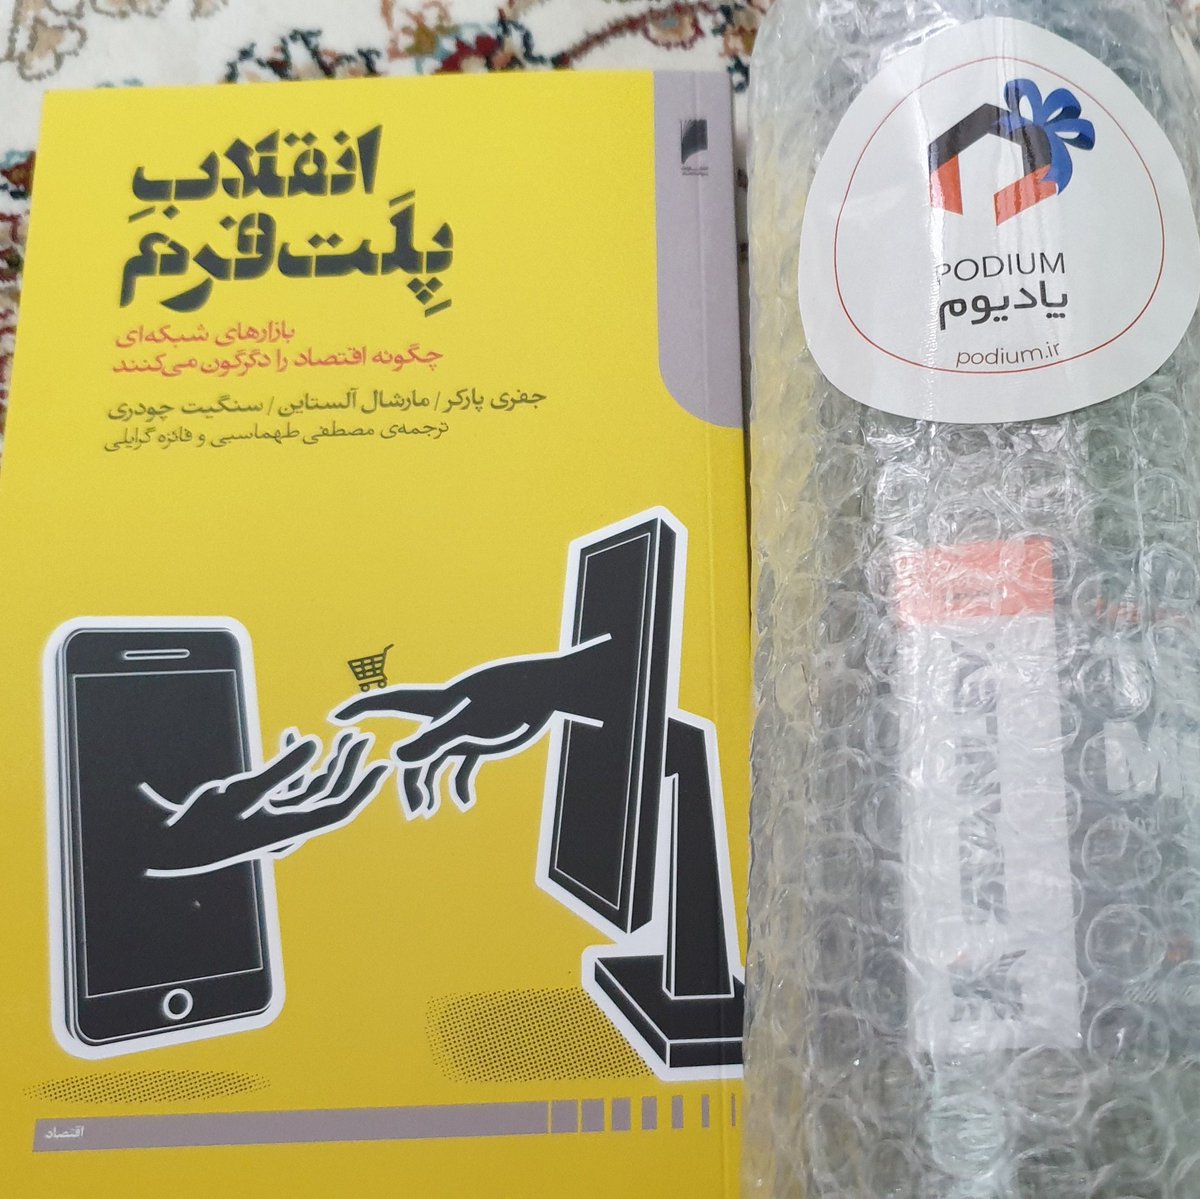 انقلابِ
پِلَت‌فرم
بازارهای شبکه‌ای
چگونه اقتصاد را دگرگون می‌کنند
جفری پارکر / مارشال آلستاین / سنگیت چودری
ترجمه‌ی مصطفی طهماسبی و فائزه گرایلی
اقتصاد
PODIUM
پادیوم
podium.ir